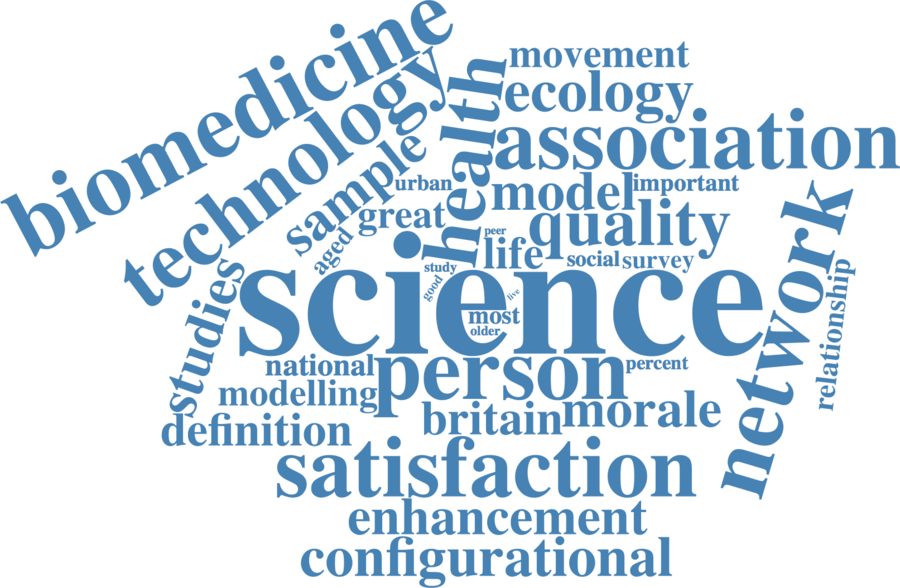 biomedicine
technology
movement
ecology
health
association
sample
urban
great
model
important
quality
aged
peer
life
social
survey
study
good
live
science
most
older
network
relationship
studies
national
person
percent
modelling
britain
morale
definition
satisfaction
enhancement
configurational